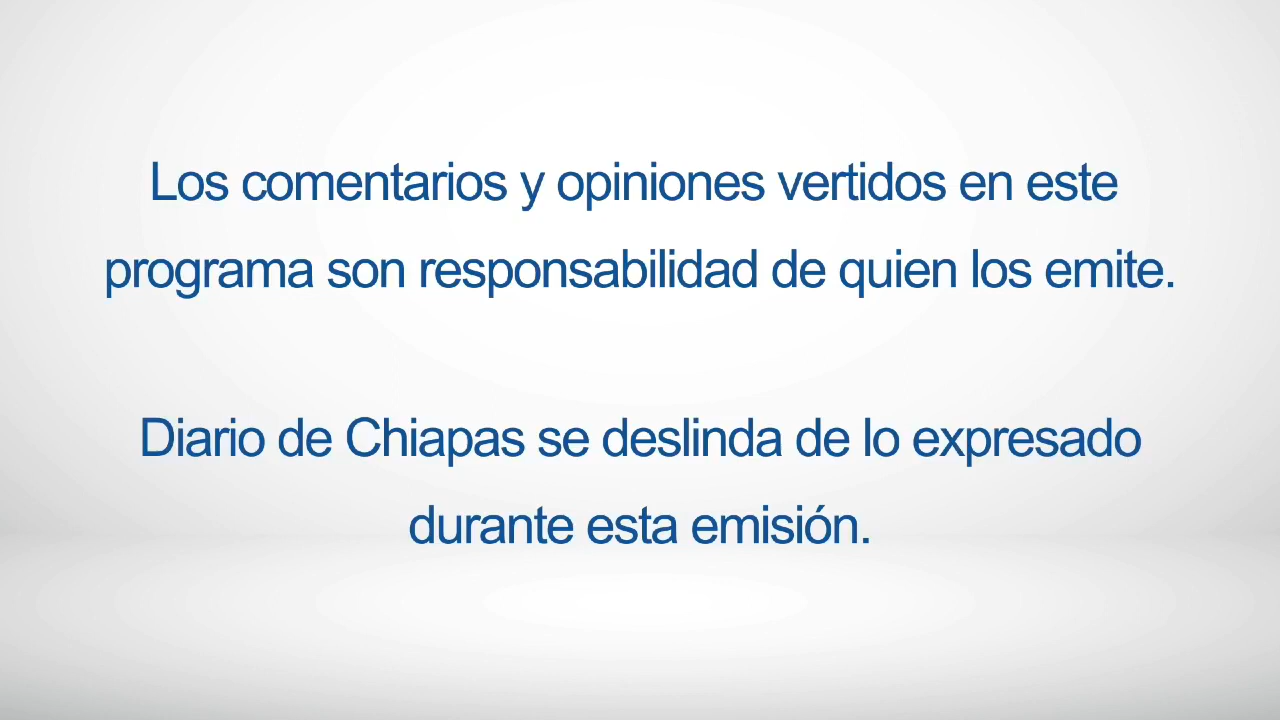 Los comentarios y opiniones vertidos en este
programa son responsabilidad de quien los emite.
Diario de Chiapas se deslinda de lo expresado
durante esta emisión.